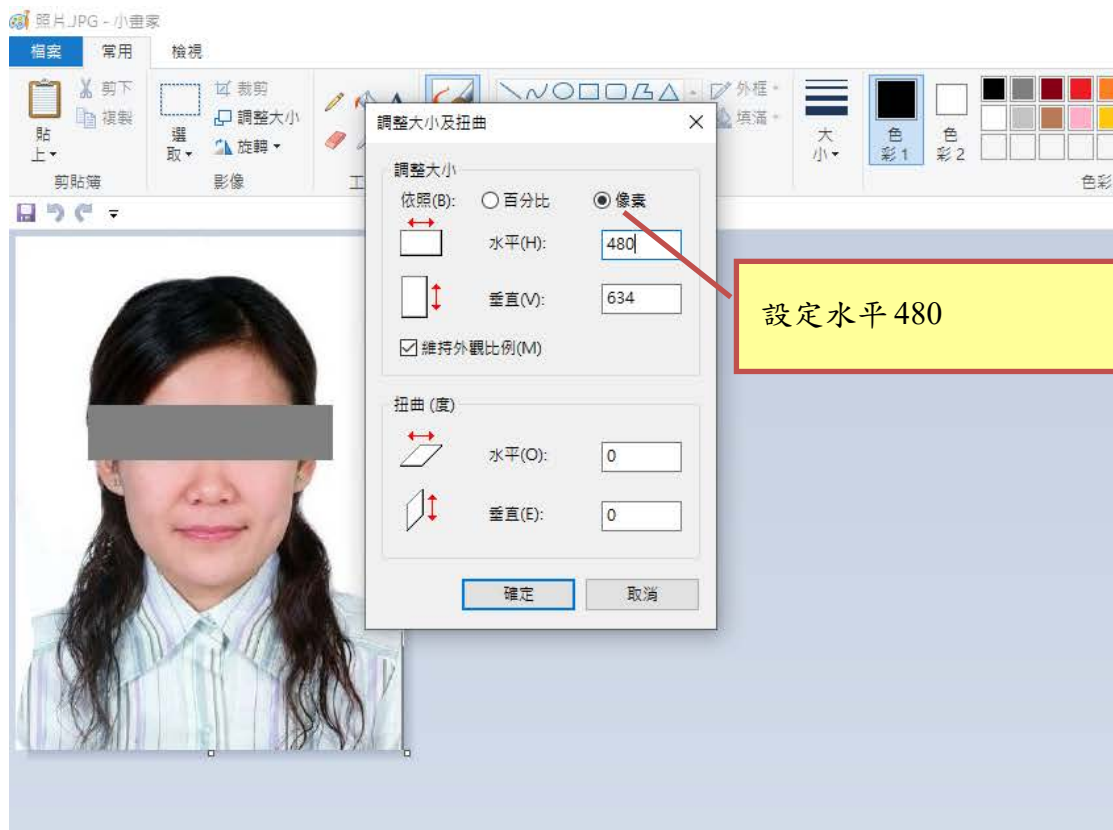 照片.JPG - 小畫家
檔案 常用 檢視
貼上
剪下
複製
剪貼簿
選取
裁剪
調整大小
旋轉
影像
工
外框
填滿
大小
色彩 1
色彩 2
色彩
調整大小及扭曲
調整大小
依照(B): 百分比 像素
水平(H): 480
垂直(V): 634
維持外觀比例(M)
扭曲 (度)
水平(O): 0
垂直(E): 0
確定 取消
設定水平 480